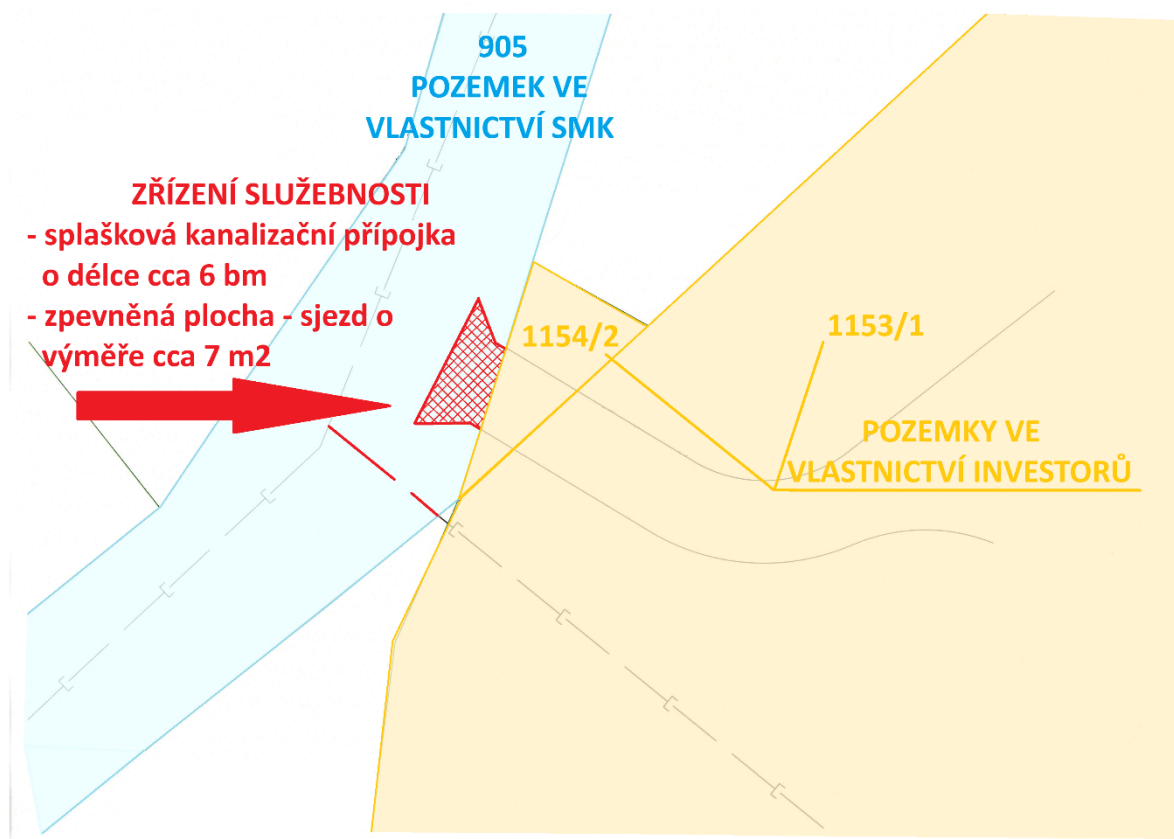 905
POZEMEK VE
VLASTNICTVÍ SMK
ZŘÍZENÍ SLUŽEBNOSTI
- splašková kanalizační přípojka
o délce cca 6 bm
- zpevněná plocha - sjezd o
výměře cca 7 m2
1154/2
1153/1
POZEMKY VE
VLASTNICTVÍ INVESTORŮ